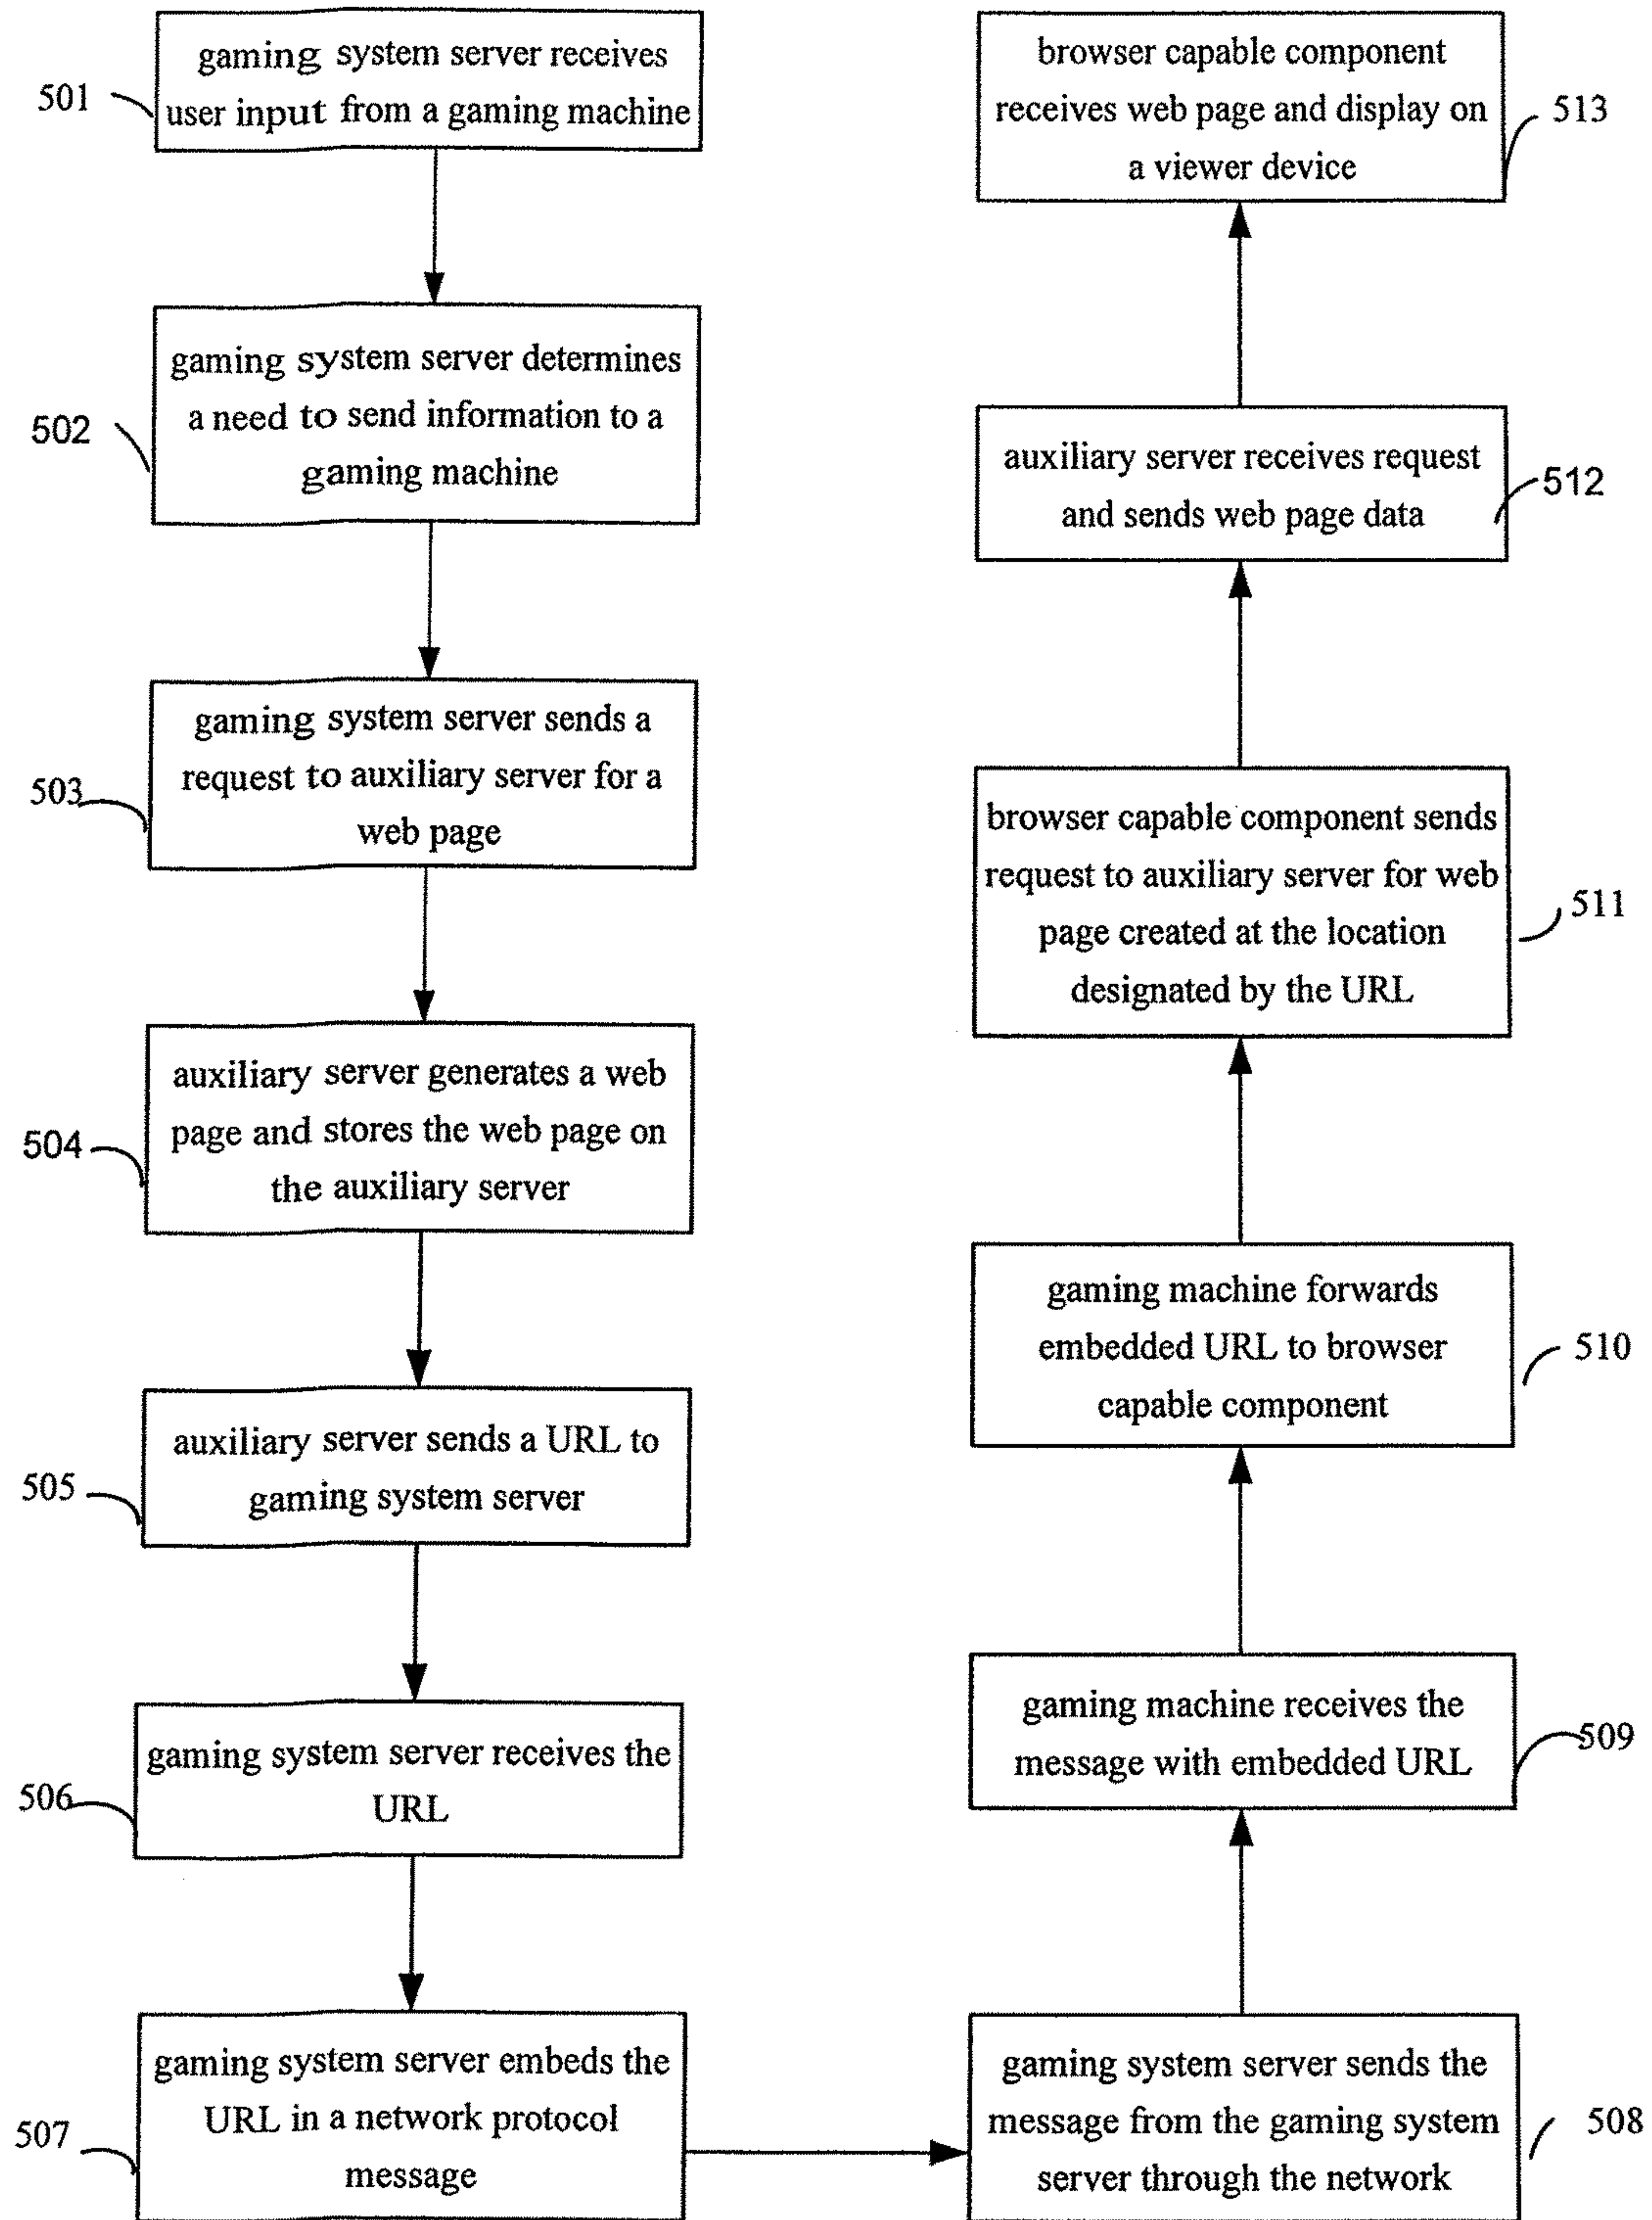 501
gaming system server receives
user input from a gaming machine
502
gaming system server determines
a need to send information to a
gaming machine
503
gaming system server sends a
request to auxiliary server for a
web page
504
auxiliary server generates a web
page and stores the web page on
the auxiliary server
505
auxiliary server sends a URL to
gaming system server
506
gaming system server receives the
URL
507
gaming system server embeds the
URL in a network protocol
message
gaming system server sends the
message from the gaming system
server through the network
508
gaming machine receives the
message with embedded URL
509
gaming machine forwards
embedded URL to browser
capable component
510
browser capable component sends
request to auxiliary server for web
page created at the location
designated by the URL
511
auxiliary server receives request
and sends web page data
512
browser capable component
receives web page and display on
a viewer device
513